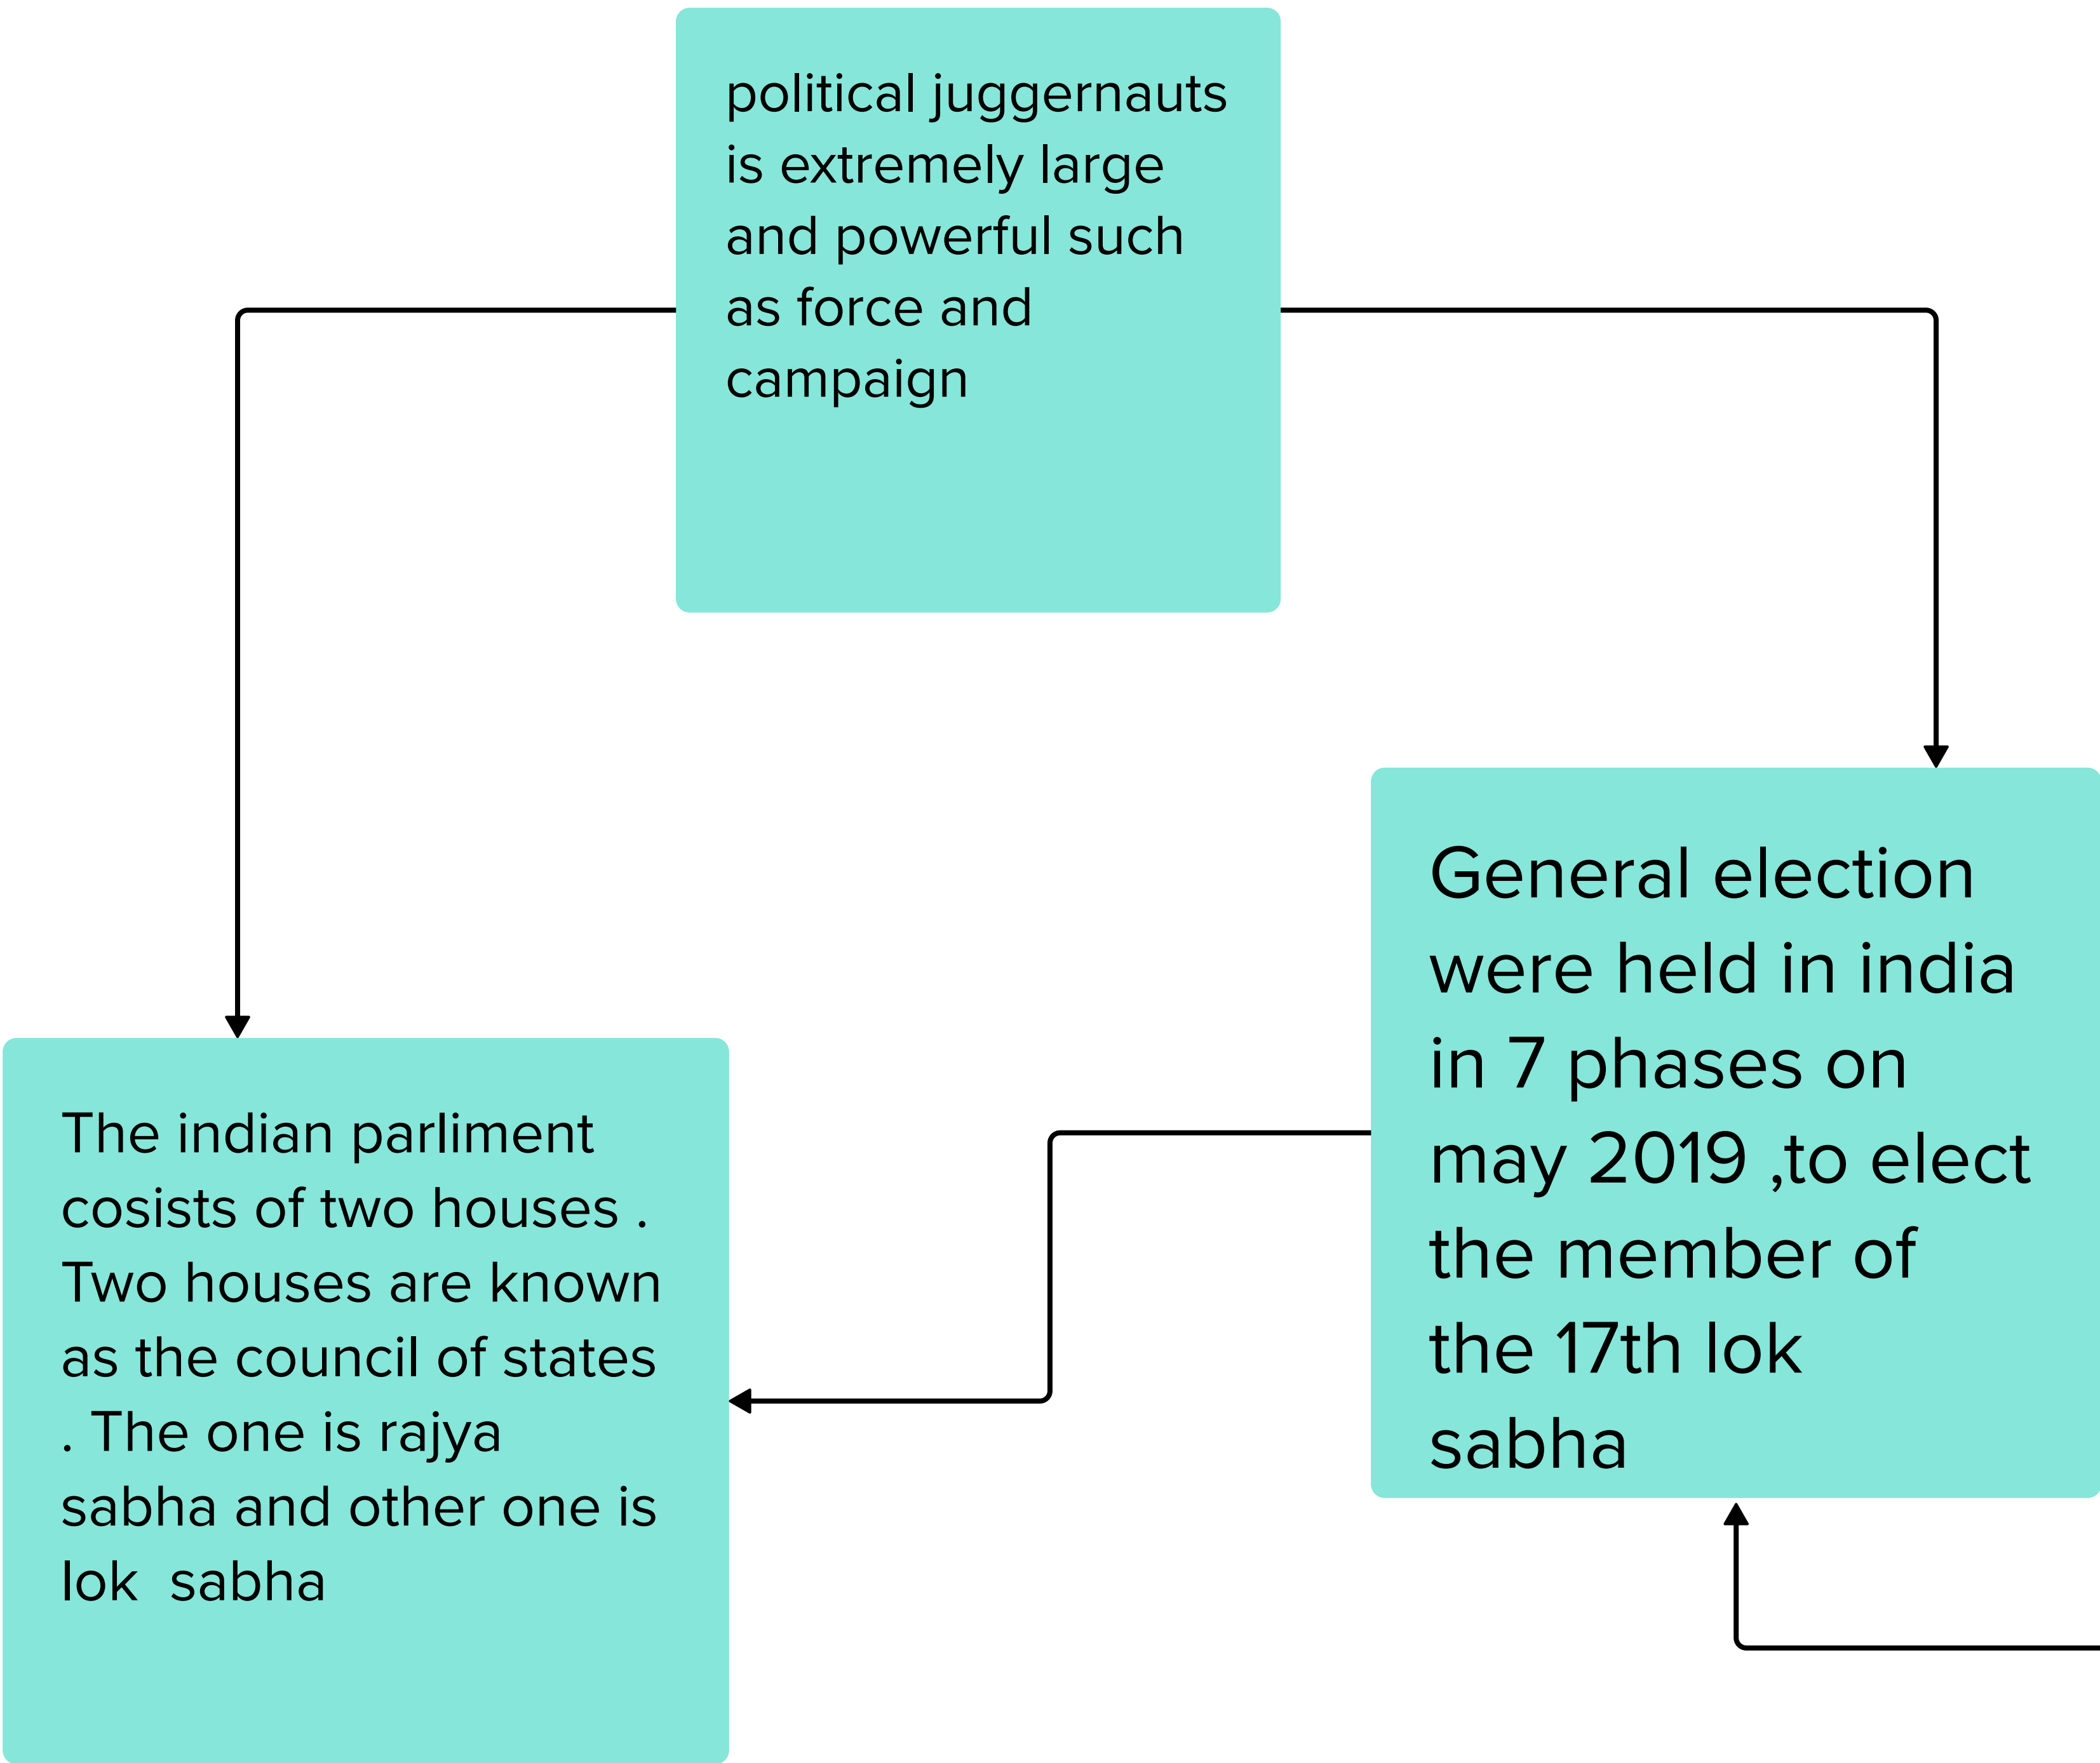 political juggernauts
is extremely large
and powerful such
as force and
campaign
General election
were held in india
in 7 phases on
may 2019 ,to elect
the member of
the 17th lok
sabha
The indian parliment
cosists of two houses .
Two houses are known
as the council of states
. The one is rajya
sabha and other one is
lok  sabha